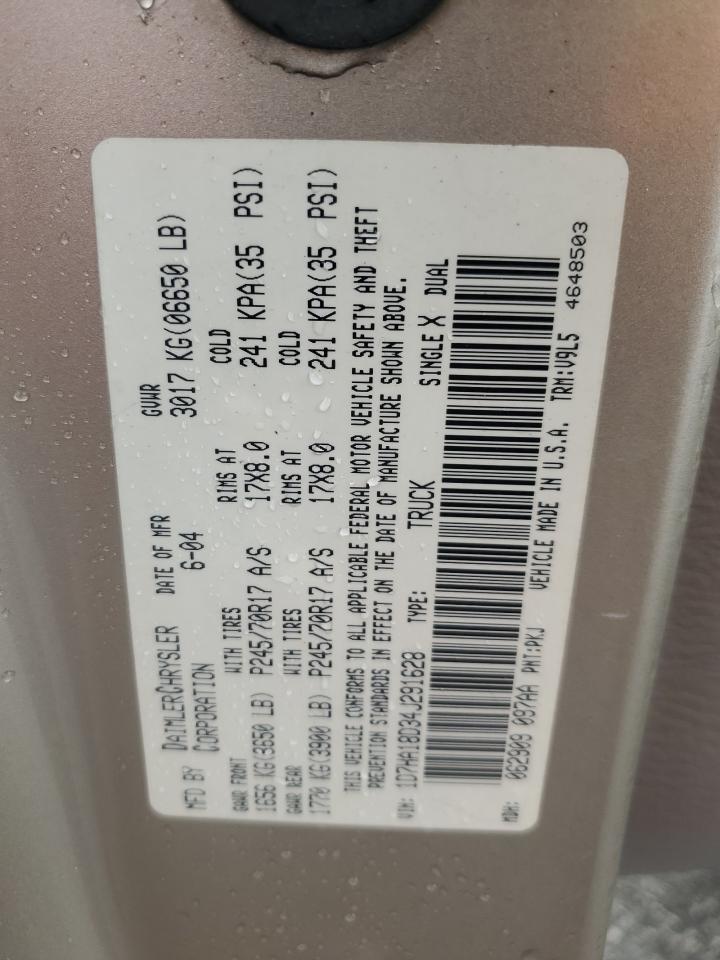 MFD BY DAIMLERCHRYSLER CORPORATION DATE OF MFR 6-04 GVWR 3017 KG(06650 LB)
GAWR FRONT WITH TIRES RIMS AT COLD
1656 KG(3650 LB) P245/70R17 A/S 17X8.0 241 KPA(35 PSI)
GAWR REAR WITH TIRES RIMS AT COLD
1770 KG(3900 LB) P245/70R17 A/S 17X8.0 241 KPA(35 PSI)
THIS VEHICLE CONFORMS TO ALL APPLICABLE FEDERAL MOTOR VEHICLE SAFETY AND THEFT
PREVENTION STANDARDS IN EFFECT ON THE DATE OF MANUFACTURE SHOWN ABOVE.
VIN: 1D7HA18D34J291628 TYPE: TRUCK SINGLE X DUAL
MDH: 062909 097AA PNT:PKJ VEHICLE MADE IN U.S.A. TRM:V9L5 4648503